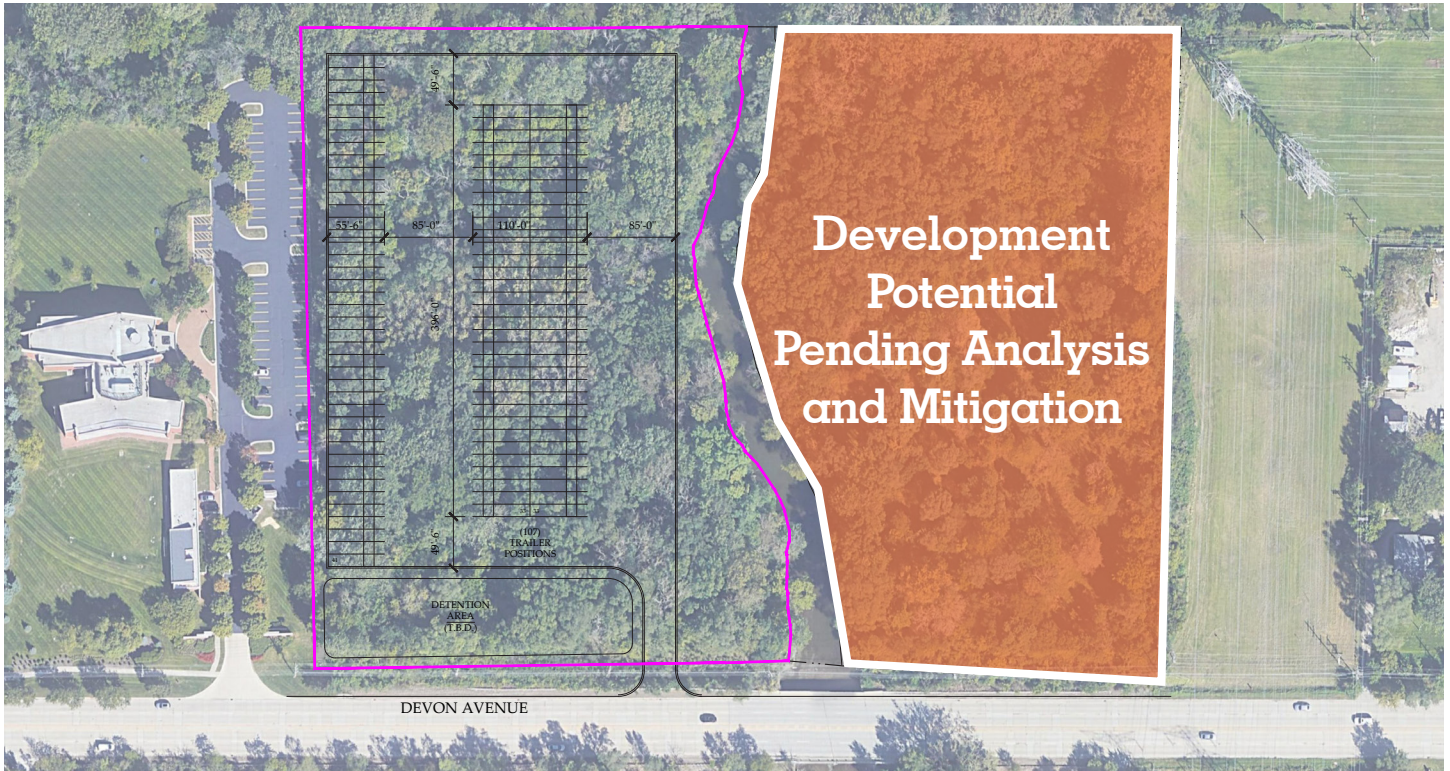 49'-6"
55'-6"
85'-0"
110'-0"
85'-0"
396'-0"
49'-6"
(107)
TRAILER
POSITIONS
DETENTION
AREA
(T.B.D.)
DEVON AVENUE
Development
Potential
Pending Analysis
and Mitigation